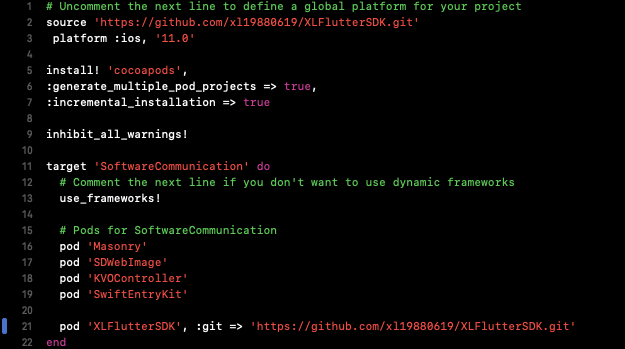 1 # Uncomment the next line to define a global platform for your project
2 source 'https://github.com/xl19880619/XLFlutterSDK.git'
3  platform :ios, '11.0'
4
5 install! 'cocoapods',
6 :generate_multiple_pod_projects => true,
7 :incremental_installation => true
8
9 inhibit_all_warnings!
10
11 target 'SoftwareCommunication' do
12   # Comment the next line if you don't want to use dynamic frameworks
13   use_frameworks!
14
15   # Pods for SoftwareCommunication
16   pod 'Masonry'
17   pod 'SDWebImage'
18   pod 'KVOController'
19   pod 'SwiftEntryKit'
20
21   pod 'XLFlutterSDK', :git => 'https://github.com/xl19880619/XLFlutterSDK.git'
22 end